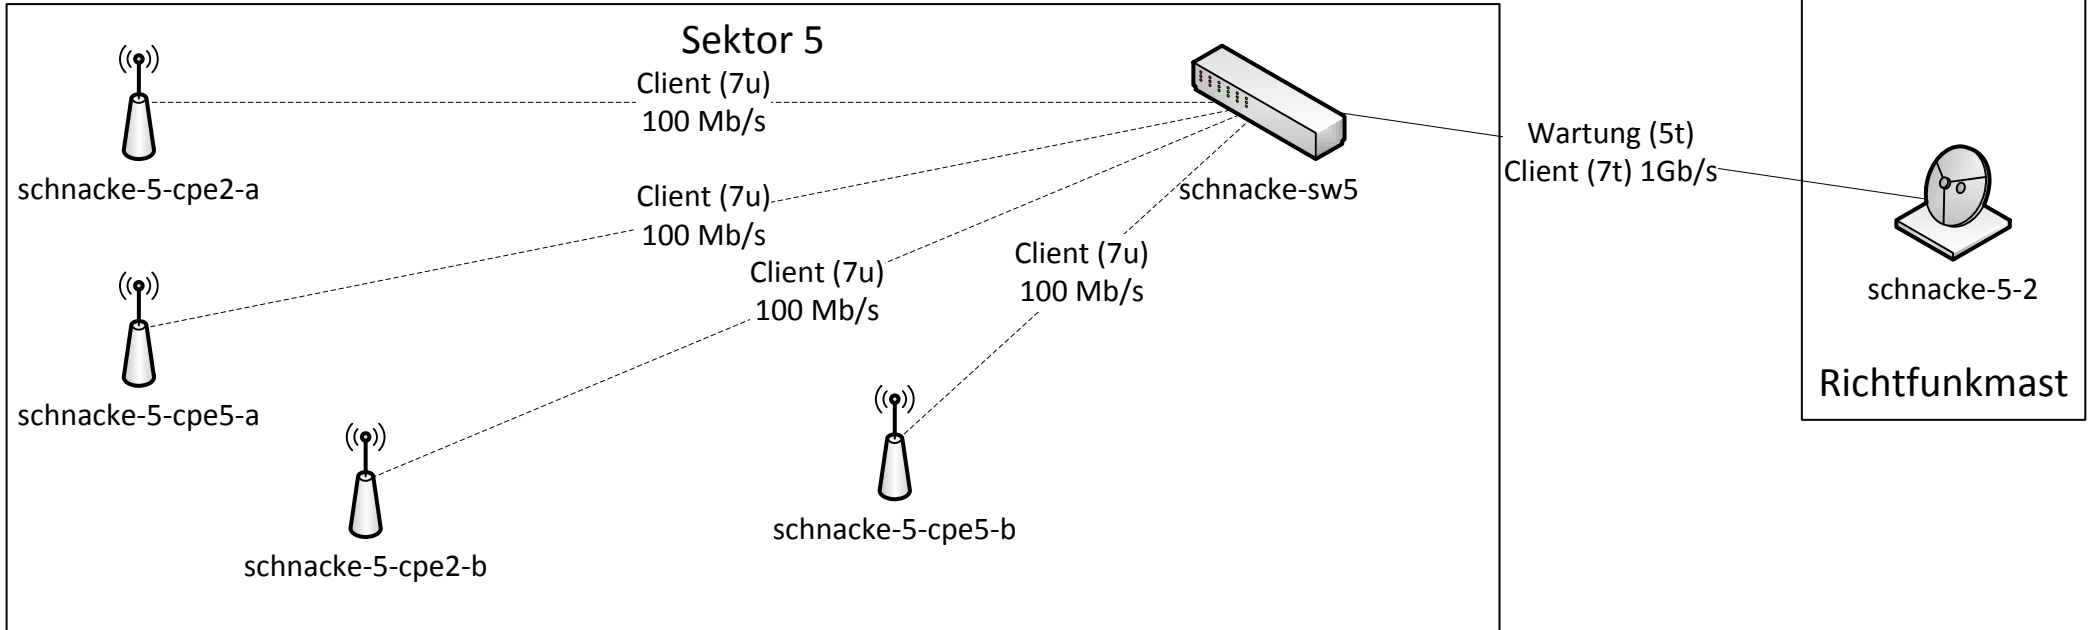 Sektor 5
Client (7u)
100 Mb/s
schnacke-5-cpe2-a
schnacke-sw5
Wartung (5t)
Client (7t) 1Gb/s
Client (7u)
100 Mb/s
Client (7u)
100 Mb/s
Client (7u)
100 Mb/s
schnacke-5-2
Richtfunkmast
schnacke-5-cpe5-a
schnacke-5-cpe5-b
schnacke-5-cpe2-b